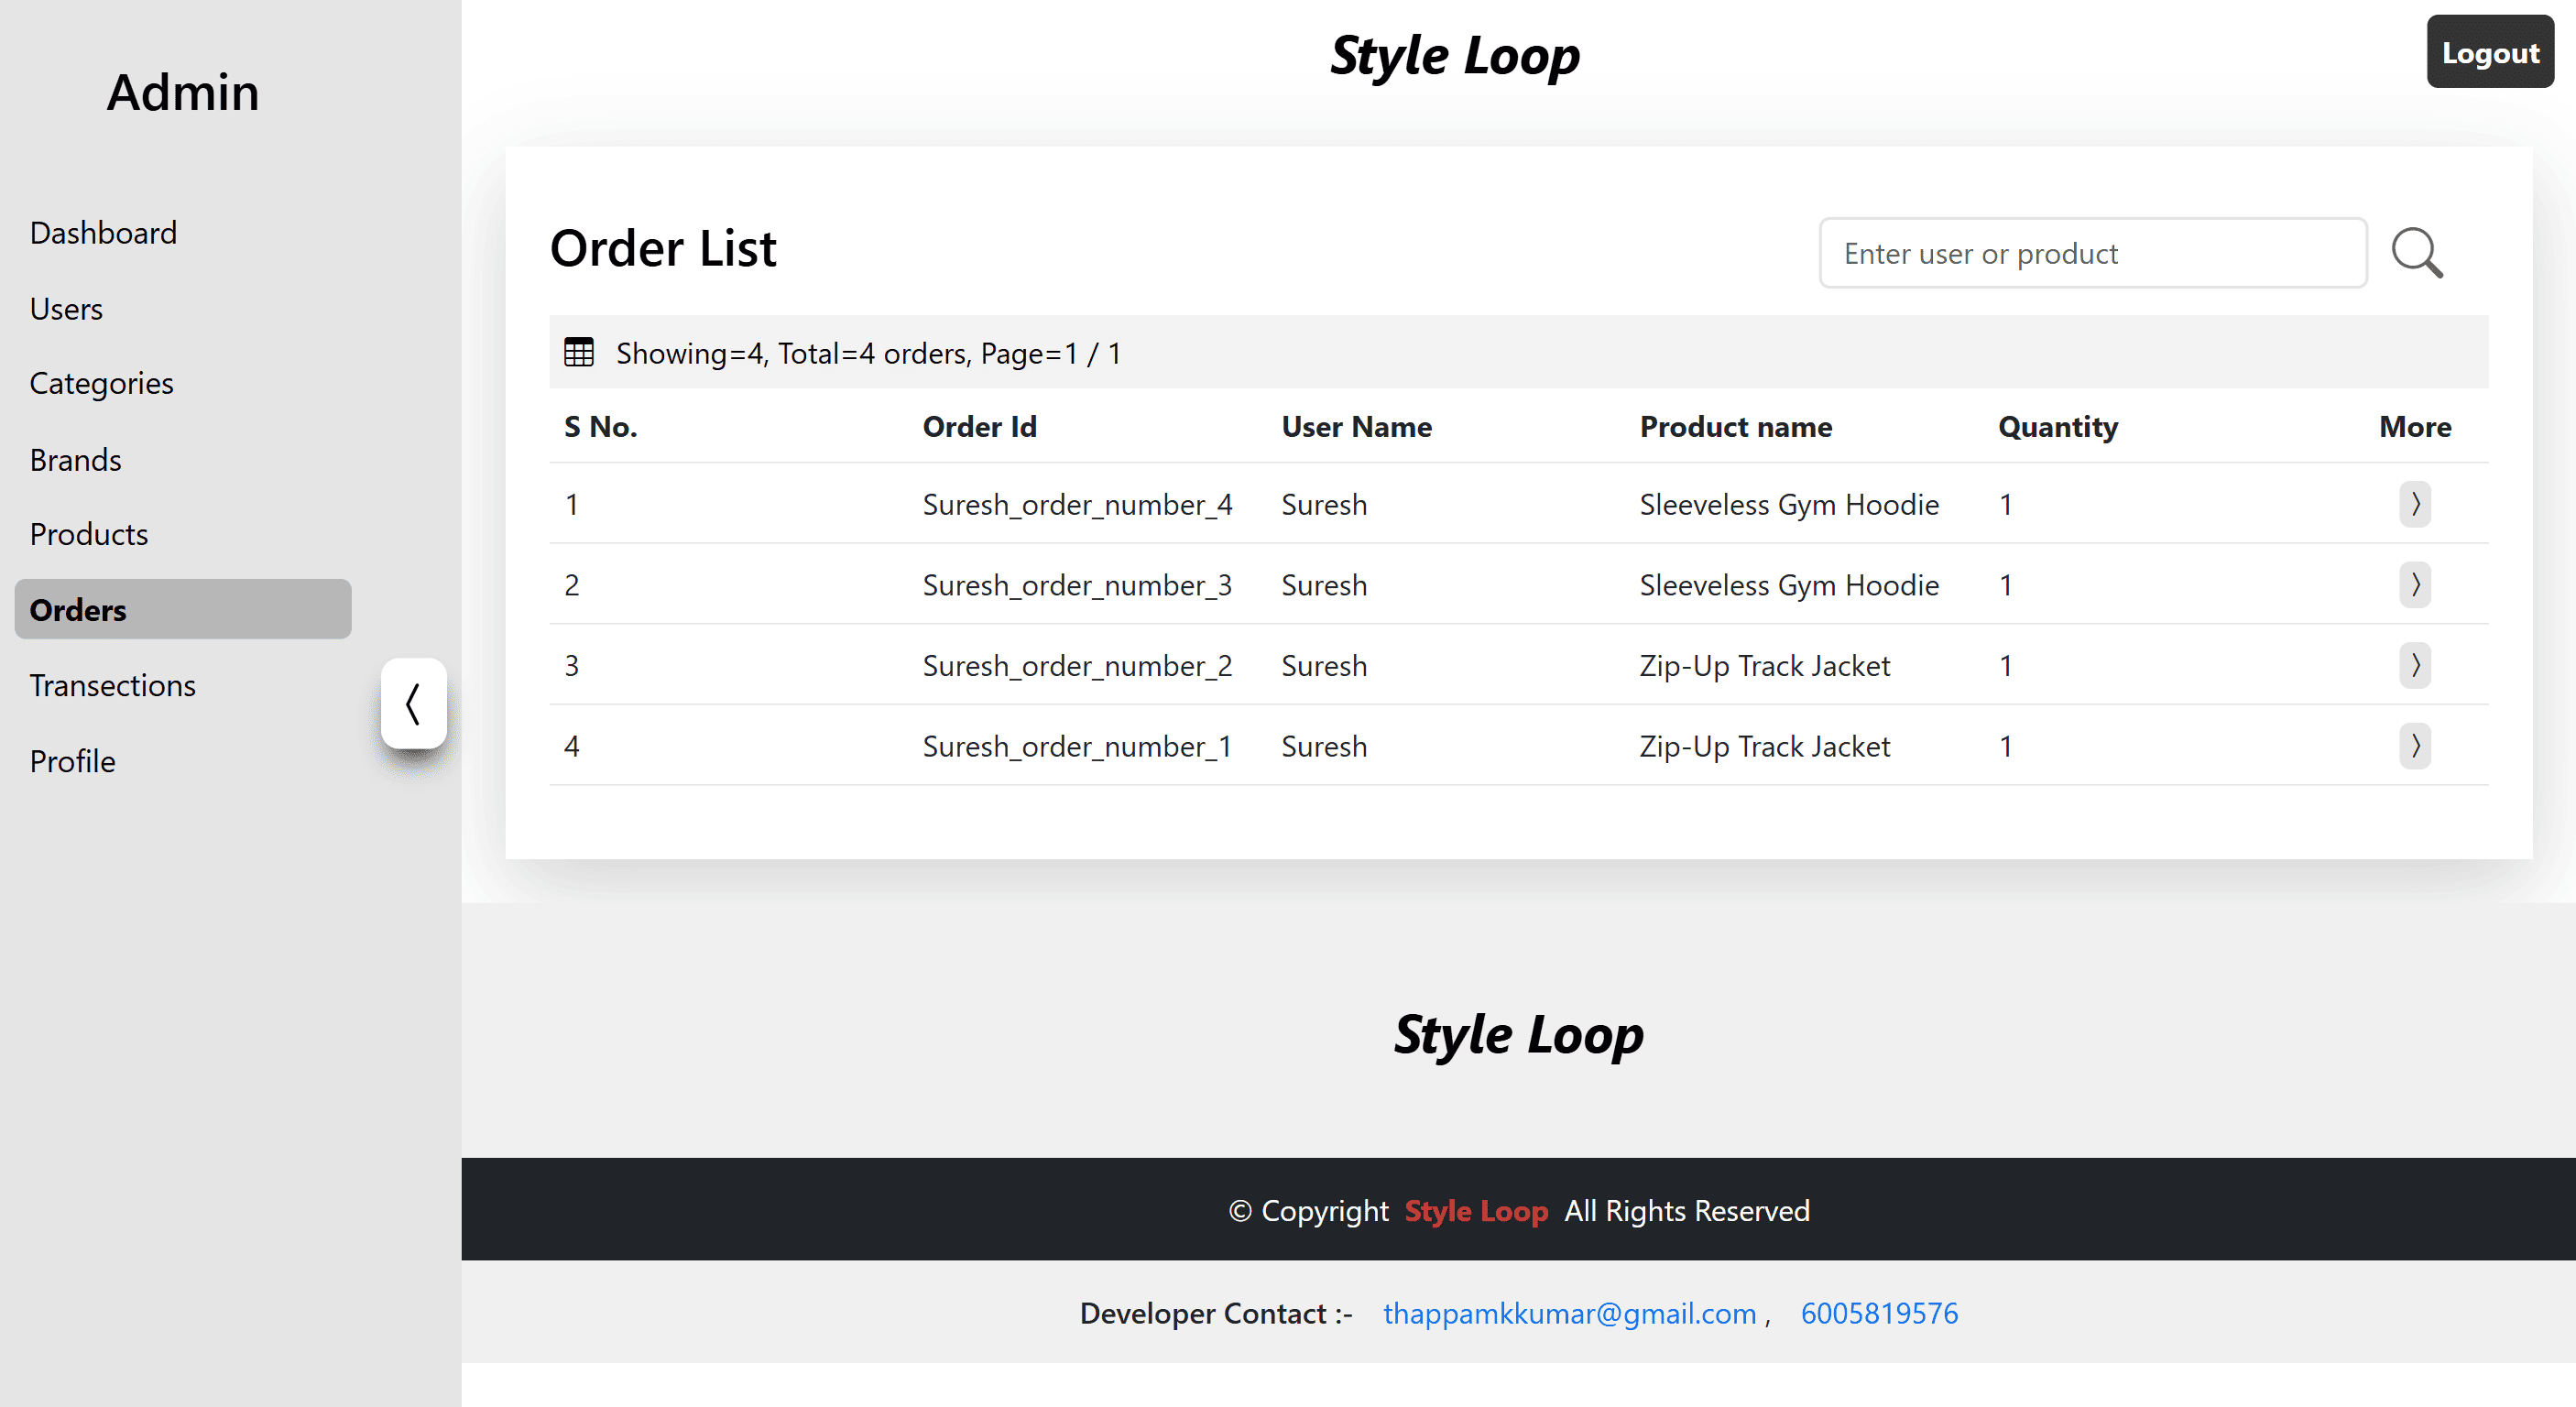 Admin
Dashboard
Users
Categories
Brands
Products
Orders
Transections
Profile
Style Loop
Logout
Order List
Enter user or product
Showing=4, Total=4 orders, Page=1 / 1
S No. Order Id User Name Product name Quantity More
1 Suresh_order_number_4 Suresh Sleeveless Gym Hoodie 1
2 Suresh_order_number_3 Suresh Sleeveless Gym Hoodie 1
3 Suresh_order_number_2 Suresh Zip-Up Track Jacket 1
4 Suresh_order_number_1 Suresh Zip-Up Track Jacket 1
Style Loop
© Copyright Style Loop All Rights Reserved
Developer Contact :- thappamkkumar@gmail.com , 6005819576